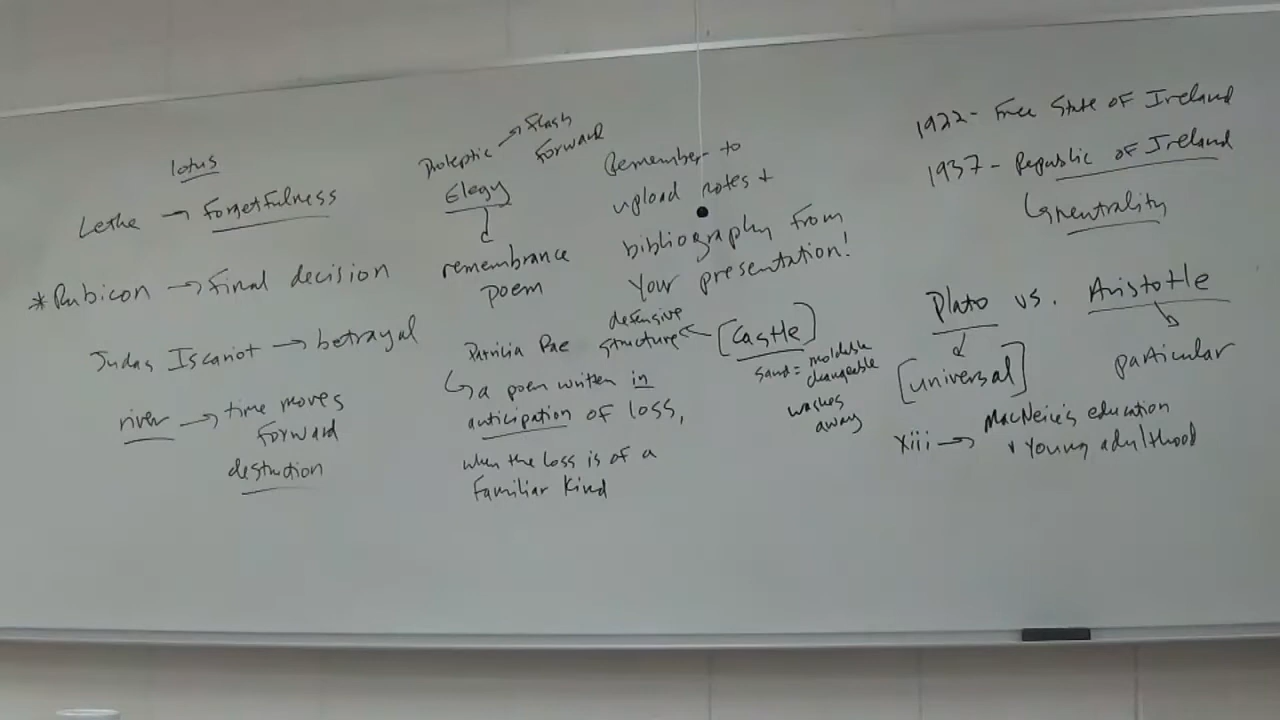 lotus
Lethe → Forgetfulness
*Rubicon → Final decision
Judas Iscariot → betrayal
river → time moves
forward
destruction
Proleptic → Flash
Forward
Elegy
remembrance
poem
Patricia Rae
↳ a poem written in
anticipation of loss,
when the loss is of a
Familiar Kind
Remember to
upload notes +
bibliography from
your presentation!
defensive
structure ← [Castle]
Sand = moldable
changeable
washes
away
1922 - Free State of Ireland
1937 - Republic of Ireland
↳ neutrality
Plato vs. Aristotle
[universal]
particular
xiii → MacNeice's education
+ young adulthood